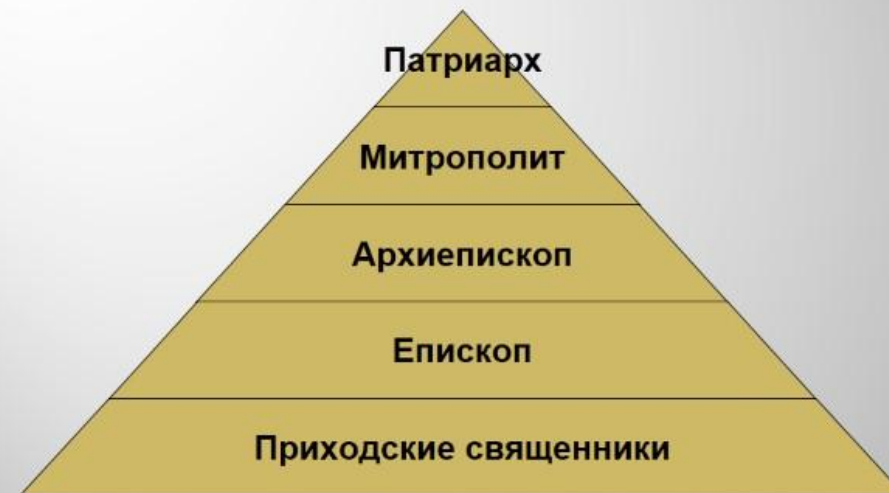 Патриарх
Митрополит
Архиепископ
Епископ
Приходские священники